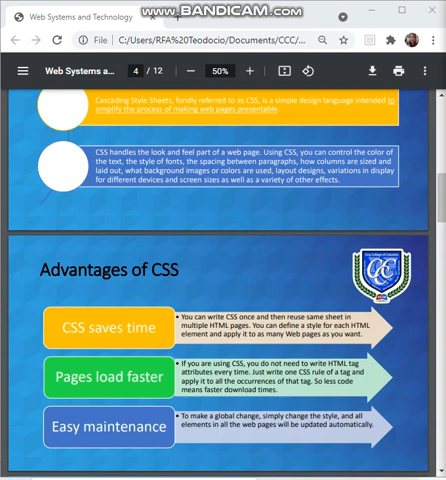 www.BANDICAM.com
Web Systems and Technology
File
C:/Users/RFA%20Teodocio/Documents/CCC/...
Web Systems a...
4 / 12
50%
Cascading Style Sheets, fondly referred to as CSS, is a simple design language intended to
simplify the process of making web pages presentable.
CSS handles the look and feel part of a web page. Using CSS, you can control the color of
the text, the style of fonts, the spacing between paragraphs, how columns are sized and
laid out, what background images or colors are used, layout designs, variations in display
for different devices and screen sizes as well as a variety of other effects.
Advantages of CSS
CSS saves time
• You can write CSS once and then reuse same sheet in
multiple HTML pages. You can define a style for each HTML
element and apply it to as many Web pages as you want.
Pages load faster
• If you are using CSS, you do not need to write HTML tag
attributes every time. Just write one CSS rule of a tag and
apply it to all the occurrences of that tag. So less code
means faster download times.
Easy maintenance
• To make a global change, simply change the style, and all
elements in all the web pages will be updated automatically.